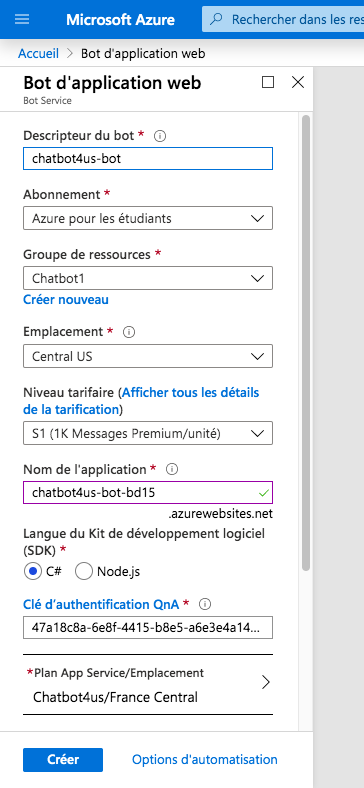 Microsoft Azure
Rechercher dans les res
Accueil > Bot d'application web
Bot d'application web
Bot Service
Descripteur du bot *
chatbot4us-bot
Abonnement *
Azure pour les étudiants
Groupe de ressources *
Chatbot1
Créer nouveau
Emplacement *
Central US
Niveau tarifaire (Afficher tous les détails
de la tarification)
S1 (1K Messages Premium/unité)
Nom de l'application *
chatbot4us-bot-bd15
.azurewebsites.net
Langue du Kit de développement logiciel
(SDK) *
C# Node.js
Clé d'authentification QnA *
47a18c8a-6e8f-4415-b8e5-a6e3e4a14...
*Plan App Service/Emplacement
Chatbot4us/France Central
Créer Options d'automatisation